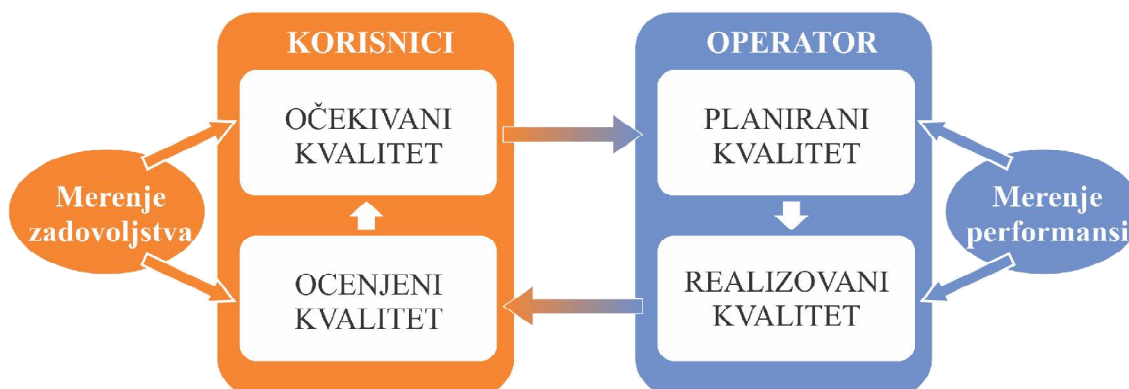 KORISNICI
OČEKIVANI
KVALITET
OCENJENI
KVALITET
Merenje
zadovoljstva
OPERATOR
PLANIRANI
KVALITET
REALIZOVANI
KVALITET
Merenje
performansi